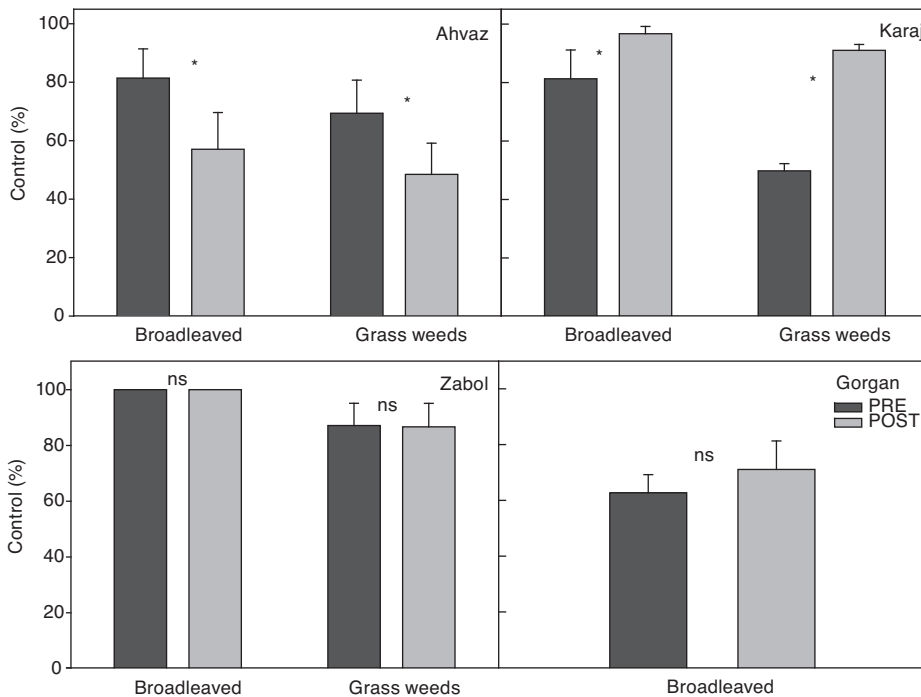 100
80
60
40
20
0
Control (%)
Ahvaz
*
*
Broadleaved
Grass weeds
Karaj
*
*
Broadleaved
Grass weeds
100
80
60
40
20
0
Control (%)
Zabol
ns
ns
Broadleaved
Grass weeds
Gorgan
PRE
POST
ns
Broadleaved